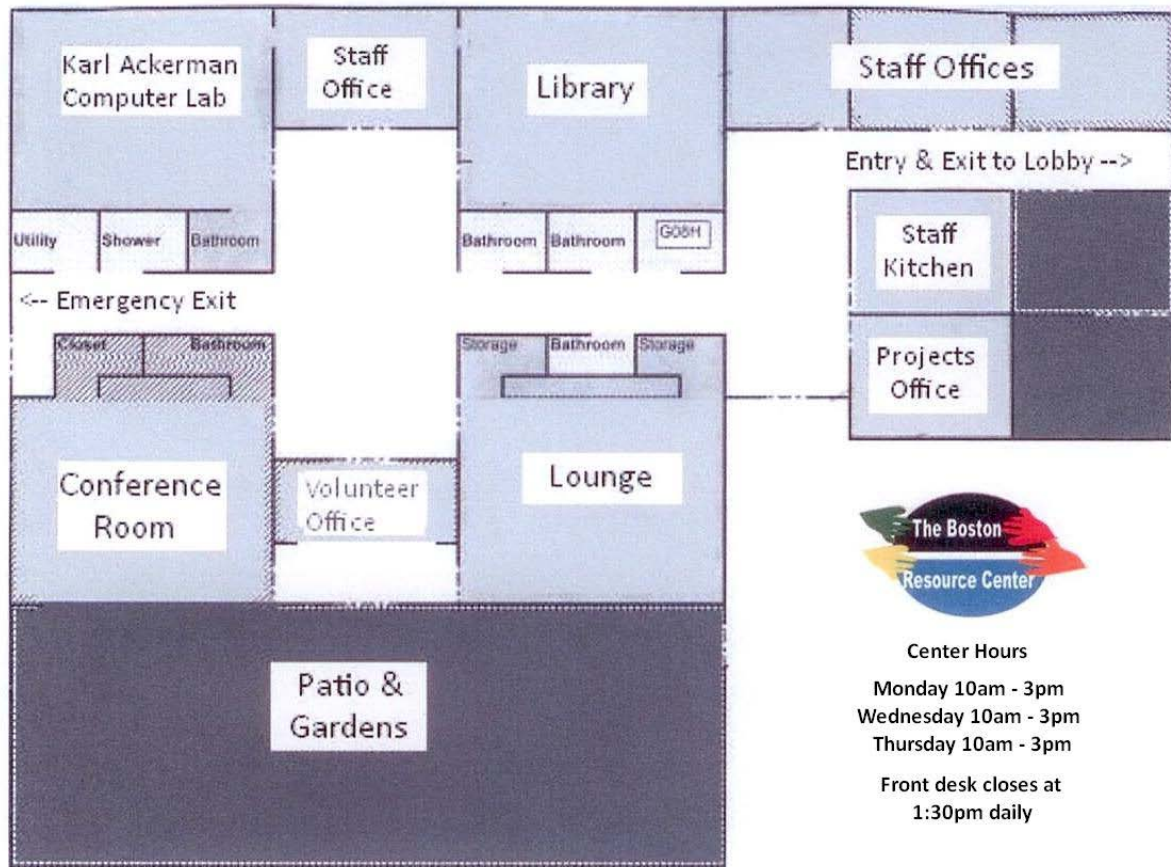 Karl Ackerman
Computer Lab
Staff
Office
Library
Staff Offices
Entry & Exit to Lobby -->
Utility
Shower
Bathroom
Bathroom
Bathroom
G08H
Staff
Kitchen
<-- Emergency Exit
Closet
Bathroom
Storage
Bathroom
Storage
Projects
Office
Conference
Room
Volunteer
Office
Lounge
The Boston
Resource Center
Patio &
Gardens
Center Hours
Monday 10am - 3pm
Wednesday 10am - 3pm
Thursday 10am - 3pm
Front desk closes at
1:30pm daily